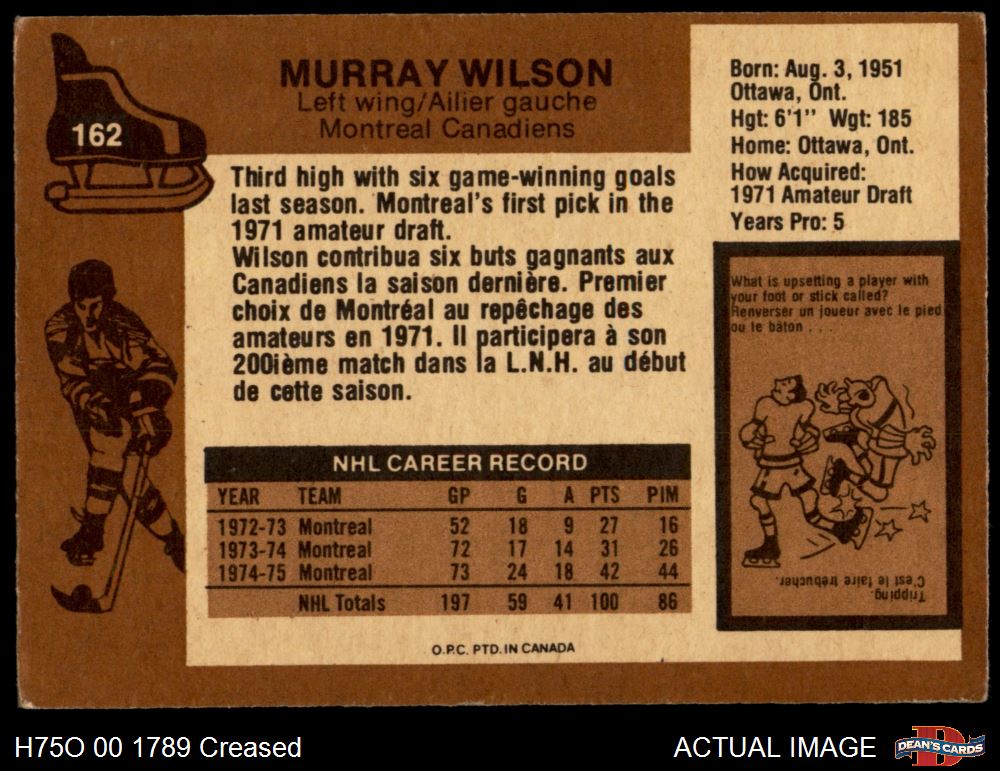 162
MURRAY WILSON
Left wing/Ailier gauche
Montreal Canadiens
Third high with six game-winning goals
last season. Montreal's first pick in the
1971 amateur draft.
Wilson contribua six buts gagnants aux
Canadiens la saison dernière. Premier
choix de Montréal au repêchage des
amateurs en 1971. Il participera à son
200ième match dans la L.N.H. au début
de cette saison.
Born: Aug. 3, 1951
Ottawa, Ont.
Hgt: 6'1" Wgt: 185
Home: Ottawa, Ont.
How Acquired:
1971 Amateur Draft
Years Pro: 5
What is upsetting a player with
your foot or stick called?
Renverser un joueur avec le pied
ou le bâton . . .
Tripping.
C'est le faire trébucher.
NHL CAREER RECORD
YEAR TEAM GP G A PTS PIM
1972-73 Montreal 52 18 9 27 16
1973-74 Montreal 72 17 14 31 26
1974-75 Montreal 73 24 18 42 44
NHL Totals 197 59 41 100 86
O.P.C. PTD. IN CANADA
H75O 00 1789 Creased
ACTUAL IMAGE
D
DEAN'S CARDS